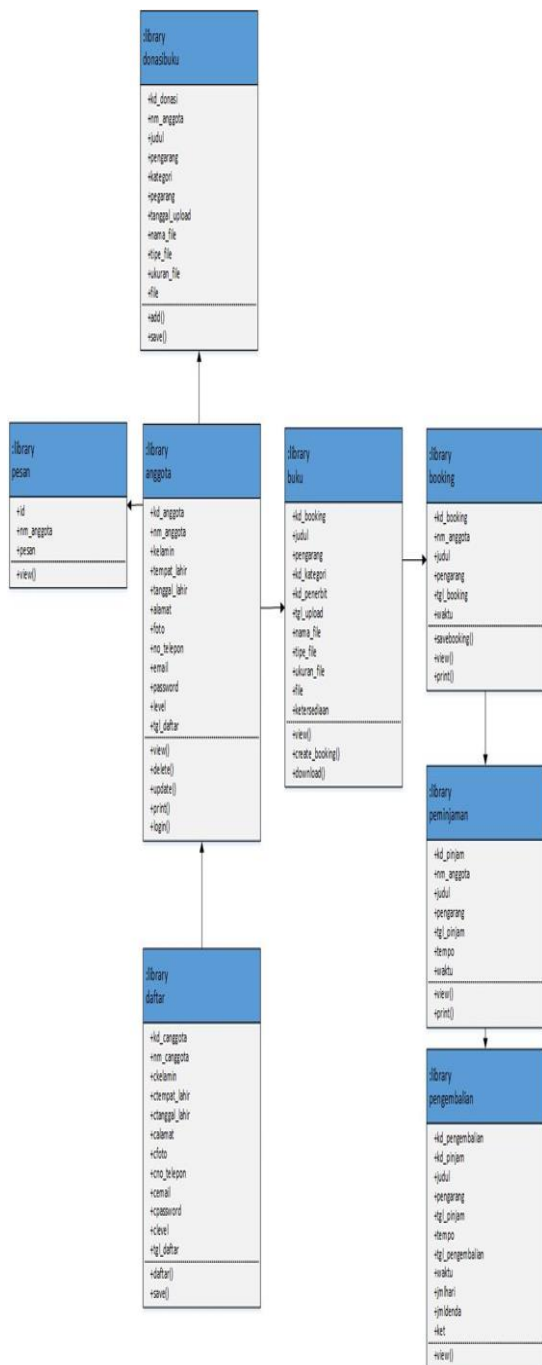 :library
donasibuku
+kd_donasi
+nm_anggota
+judul
+pengarang
+kategori
+pegarang
+tanggal_upload
+nama_file
+tipe_file
+ukuran_file
+file
+add()
+save()
:library
pesan
+id
+nm_anggota
+pesan
+view()
:library
anggota
+kd_anggota
+nm_anggota
+kelamin
+tempat_lahir
+tanggal_lahir
+alamat
+foto
+no_telepon
+email
+password
+level
+tgl_daftar
+view()
+delete()
+update()
+print()
+login()
:library
buku
+kd_booking
+judul
+pengarang
+kd_kategori
+kd_penerbit
+tgl_upload
+nama_file
+tipe_file
+ukuran_file
+file
+ketersediaan
+view()
+create_booking()
+download()
:library
booking
+kd_booking
+nm_anggota
+judul
+pengarang
+tgl_booking
+waktu
+savebooking()
+view()
+print()
:library
peminjaman
+kd_pinjam
+nm_anggota
+judul
+pengarang
+tgl_pinjam
+tempo
+waktu
+view()
+print()
:library
daftar
+kd_canggota
+nm_canggota
+ckelamin
+ctempat_lahir
+ctanggal_lahir
+calamat
+cfoto
+cno_telepon
+cemail
+cpassword
+clevel
+tgl_daftar
+daftar()
+save()
:library
pengembalian
+kd_pengembalian
+kd_pinjam
+judul
+pengarang
+tgl_pinjam
+tempo
+tgl_pengembalian
+waktu
+jmlhari
+jmldenda
+ket
+view()